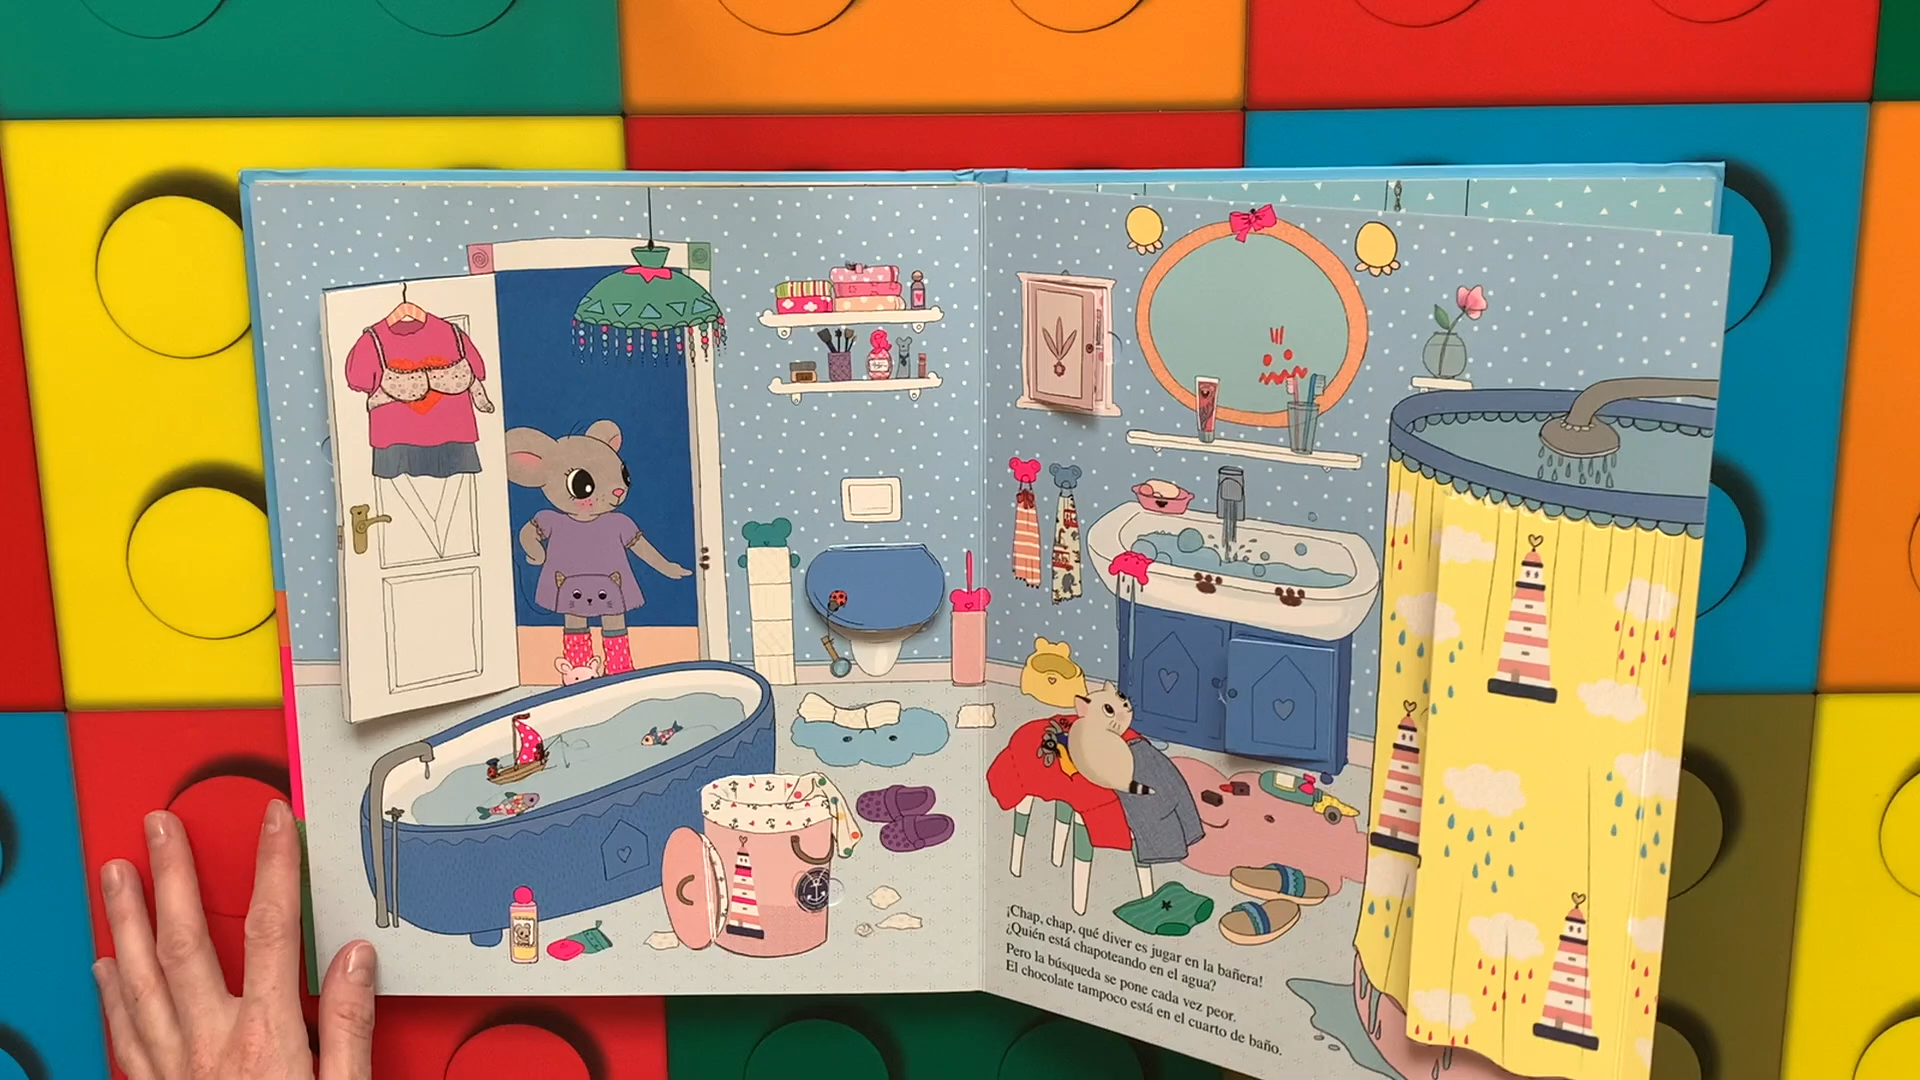 ¡Chap, chap, qué diver es jugar en la bañera!
¿Quién está chapoteando en el agua?
Pero la búsqueda se pone cada vez peor.
El chocolate tampoco está en el cuarto de baño.